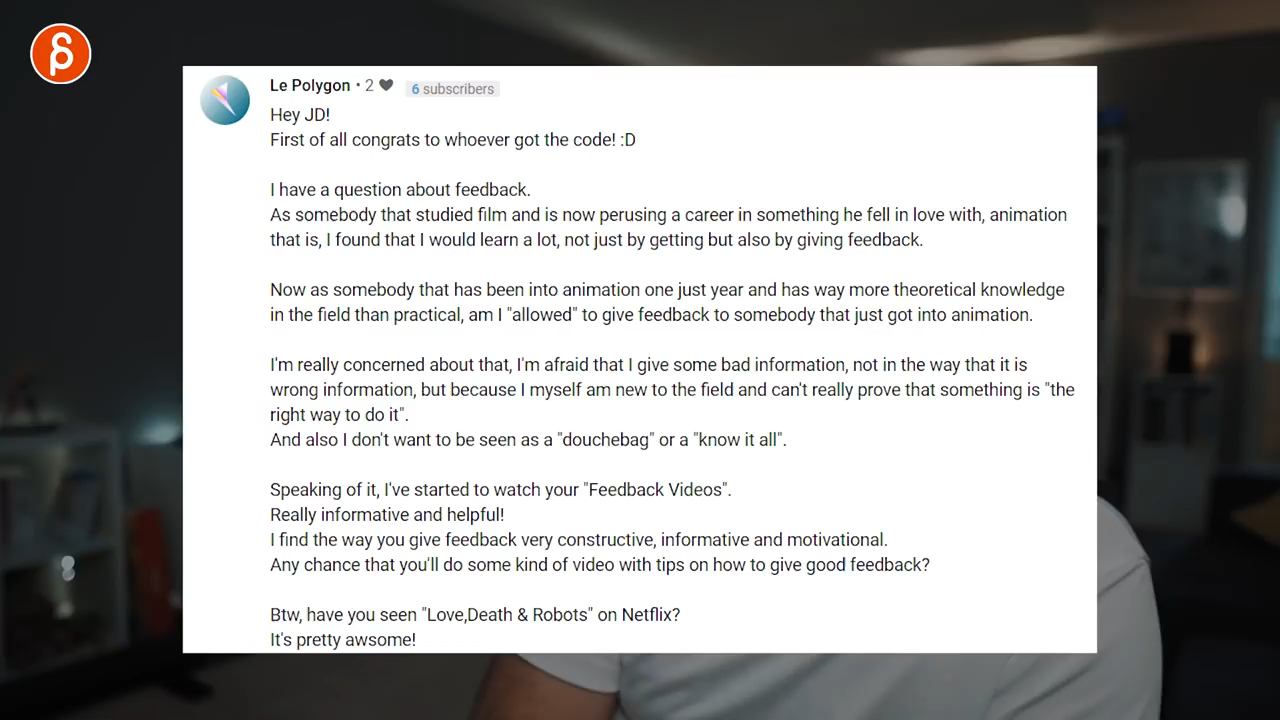 Le Polygon • 2 ♥ 6 subscribers
Hey JD!
First of all congrats to whoever got the code! :D
I have a question about feedback.
As somebody that studied film and is now perusing a career in something he fell in love with, animation
that is, I found that I would learn a lot, not just by getting but also by giving feedback.
Now as somebody that has been into animation one just year and has way more theoretical knowledge
in the field than practical, am I "allowed" to give feedback to somebody that just got into animation.
I'm really concerned about that, I'm afraid that I give some bad information, not in the way that it is
wrong information, but because I myself am new to the field and can't really prove that something is "the
right way to do it".
And also I don't want to be seen as a "douchebag" or a "know it all".
Speaking of it, I've started to watch your "Feedback Videos".
Really informative and helpful!
I find the way you give feedback very constructive, informative and motivational.
Any chance that you'll do some kind of video with tips on how to give good feedback?
Btw, have you seen "Love,Death & Robots" on Netflix?
It's pretty awsome!